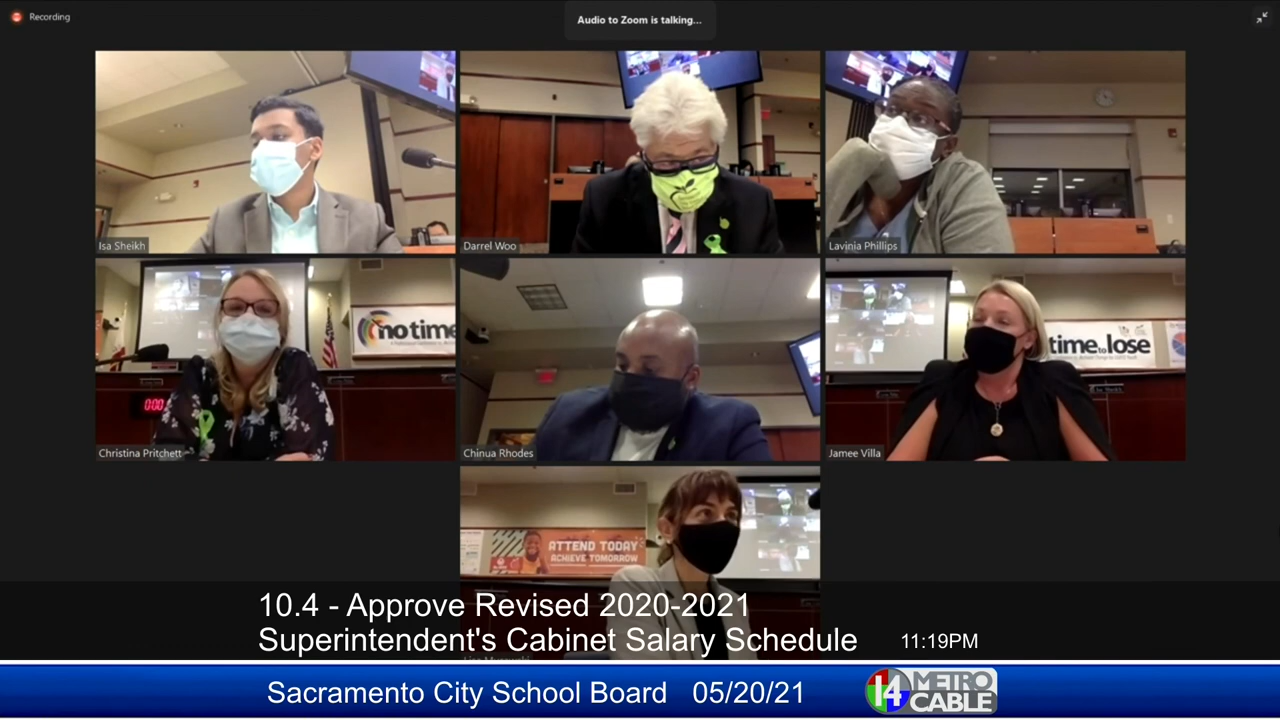 Recording
Audio to Zoom is talking...
Isa Sheikh
Darrel Woo
Lavinia Phillips
no time
0:00
Christina Pritchett
Chinua Rhodes
time to lose
Jamee Villa
ATTEND TODAY
ACHIEVE TOMORROW
10.4 - Approve Revised 2020-2021
Superintendent's Cabinet Salary Schedule
11:19PM
Sacramento City School Board 05/20/21
14 METRO
CABLE